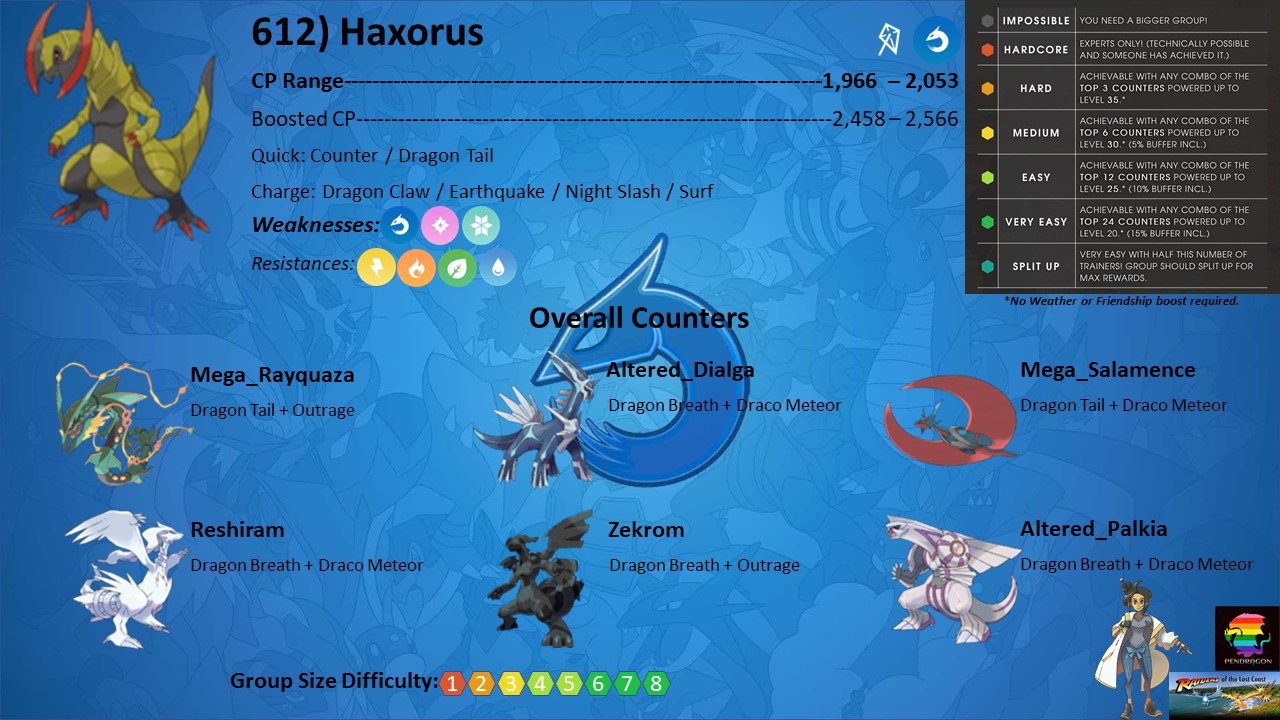 612) Haxorus
CP Range------------------------------------------------------------------------------------1,966 – 2,053
Boosted CP------------------------------------------------------------------------------------2,458 – 2,566
Quick: Counter / Dragon Tail
Charge: Dragon Claw / Earthquake / Night Slash / Surf
Weaknesses:
Resistances:
IMPOSSIBLE YOU NEED A BIGGER GROUP!
HARDCORE EXPERTS ONLY! (TECHNICALLY POSSIBLE
AND SOMEONE HAS ACHIEVED IT.)
HARD ACHIEVABLE WITH ANY COMBO OF THE
TOP 3 COUNTERS POWERED UP TO
LEVEL 35.*
MEDIUM ACHIEVABLE WITH ANY COMBO OF THE
TOP 6 COUNTERS POWERED UP TO
LEVEL 30.* (5% BUFFER INCL.)
EASY ACHIEVABLE WITH ANY COMBO OF THE
TOP 12 COUNTERS POWERED UP TO
LEVEL 25.* (10% BUFFER INCL.)
VERY EASY ACHIEVABLE WITH ANY COMBO OF THE
TOP 24 COUNTERS POWERED UP TO
LEVEL 20.* (15% BUFFER INCL.)
SPLIT UP VERY EASY WITH HALF THIS NUMBER OF
TRAINERS! GROUP SHOULD SPLIT UP FOR
MAX REWARDS.
*No Weather or Friendship boost required.
Overall Counters
Mega_Rayquaza
Dragon Tail + Outrage
Altered_Dialga
Dragon Breath + Draco Meteor
Mega_Salamence
Dragon Tail + Draco Meteor
Reshiram
Dragon Breath + Draco Meteor
Zekrom
Dragon Breath + Outrage
Altered_Palkia
Dragon Breath + Draco Meteor
Group Size Difficulty: 1 2 3 4 5 6 7 8
PENDRAGON
RAIDERS of the Lost Coast